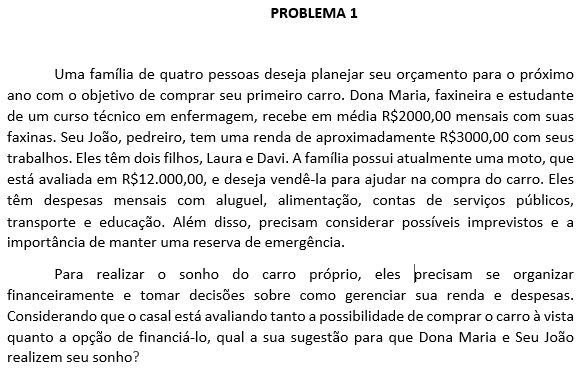 PROBLEMA 1
Uma família de quatro pessoas deseja planejar seu orçamento para o próximo
ano com o objetivo de comprar seu primeiro carro. Dona Maria, faxineira e estudante
de um curso técnico em enfermagem, recebe em média R$2000,00 mensais com suas
faxinas. Seu João, pedreiro, tem uma renda de aproximadamente R$3000,00 com seus
trabalhos. Eles têm dois filhos, Laura e Davi. A família possui atualmente uma moto, que
está avaliada em R$12.000,00, e deseja vendê-la para ajudar na compra do carro. Eles
têm despesas mensais com aluguel, alimentação, contas de serviços públicos,
transporte e educação. Além disso, precisam considerar possíveis imprevistos e a
importância de manter uma reserva de emergência.
Para realizar o sonho do carro próprio, eles precisam se organizar
financeiramente e tomar decisões sobre como gerenciar sua renda e despesas.
Considerando que o casal está avaliando tanto a possibilidade de comprar o carro à vista
quanto a opção de financiá-lo, qual a sua sugestão para que Dona Maria e Seu João
realizem seu sonho?